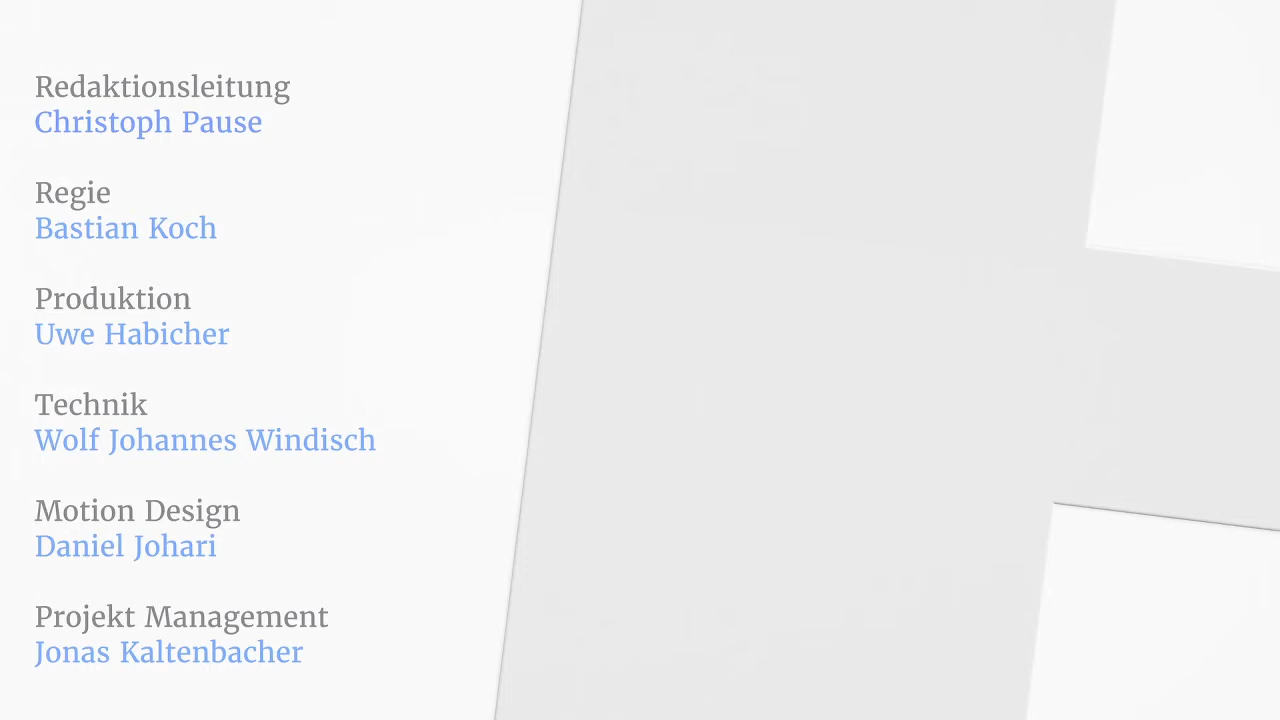 Redaktionsleitung
Christoph Pause
Regie
Bastian Koch
Produktion
Uwe Habicher
Technik
Wolf Johannes Windisch
Motion Design
Daniel Johari
Projekt Management
Jonas Kaltenbacher